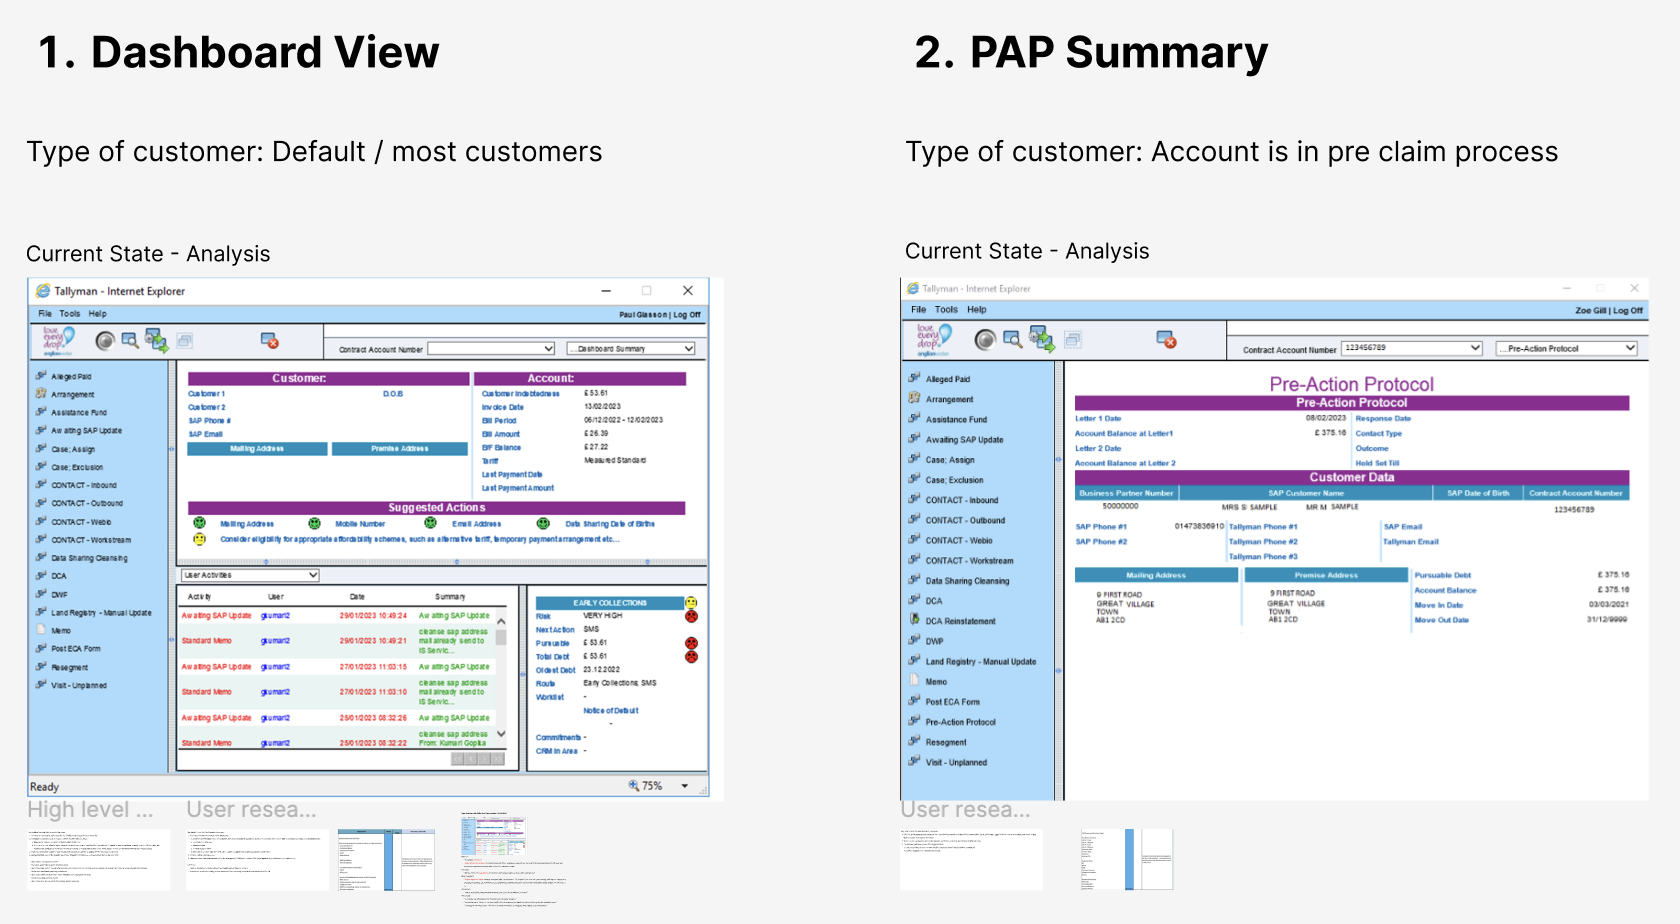 1. Dashboard View
Type of customer: Default / most customers
Current State - Analysis
Tallyman - Internet Explorer
File Tools Help
Paul Glasson | Log Off
love every drop
anglianwater
Contract Account Number
...Dashboard Summary
Alleged Paid
Arrangement
Assistance Fund
Awaiting SAP Update
Case; Assign
Case; Exclusion
CONTACT - Inbound
CONTACT - Outbound
CONTACT - Webio
CONTACT - Workstream
Data Sharing Cleansing
DCA
DWP
Land Registry - Manual Update
Memo
Post ECA Form
Resegment
Visit - Unplanned
Customer:
Customer 1 D.O.B
Customer 2
SAP Phone #
SAP Email
Mailing Address Premise Address
Account:
Customer Indebtedness £ 53.61
Invoice Date 13/02/2023
Bill Period 06/12/2022 - 12/02/2023
Bill Amount £ 26.39
B/F Balance £ 27.22
Tariff Measured Standard
Last Payment Date
Last Payment Amount
Suggested Actions
Mailing Address Mobile Number Email Address Data Sharing Date of Births
Consider eligibility for appropriate affordability schemes, such as alternative tariff, temporary payment arrangement etc...
User Activities
Activity User Date Summary
Awaiting SAP Update gkumari2 29/01/2023 10:49:24 Awaiting SAP Update
Standard Memo gkumari2 29/01/2023 10:49:21 cleanse sap address
mail already send to
IS Servic...
Awaiting SAP Update gkumari2 27/01/2023 11:03:15 Awaiting SAP Update
Standard Memo gkumari2 27/01/2023 11:03:10 cleanse sap address
mail already send to
IS Servic...
Awaiting SAP Update gkumari2 25/01/2023 08:32:26 Awaiting SAP Update
Standard Memo gkumari2 25/01/2023 08:32:22 cleanse sap address
From: Kumari Gopika
EARLY COLLECTIONS
Risk VERY HIGH
Next Action SMS
Pursuable £ 53.61
Total Debt £ 53.61
Oldest Debt 23.12.2022
Route Early Collections, SMS
Worklist -
Notice of Default
-
Commitments -
CRM in Area -
Ready
75%
High level ...
User resea...
2. PAP Summary
Type of customer: Account is in pre claim process
Current State - Analysis
Tallyman - Internet Explorer
File Tools Help
Zoe Gill | Log Off
love every drop
anglianwater
Contract Account Number 123456789
...Pre-Action Protocol
Alleged Paid
Arrangement
Assistance Fund
Awaiting SAP Update
Case; Assign
Case; Exclusion
CONTACT - Inbound
CONTACT - Outbound
CONTACT - Webio
CONTACT - Workstream
Data Sharing Cleansing
DCA
DCA Reinstatement
DWP
Land Registry - Manual Update
Memo
Post ECA Form
Pre-Action Protocol
Resegment
Visit - Unplanned
Pre-Action Protocol
Pre-Action Protocol
Letter 1 Date 08/02/2023 Response Date
Account Balance at Letter1 £ 375.16 Contact Type
Letter 2 Date Outcome
Account Balance at Letter 2 Hold Set Till
Customer Data
Business Partner Number SAP Customer Name SAP Date of Birth Contract Account Number
50000000 MRS S SAMPLE MR M SAMPLE 123456789
SAP Phone #1 01473836910 Tallyman Phone #1 SAP Email
SAP Phone #2 Tallyman Phone #2 Tallyman Email
Tallyman Phone #3
Mailing Address
9 FIRST ROAD
GREAT VILLAGE
TOWN
AB1 2CD
Premise Address
9 FIRST ROAD
GREAT VILLAGE
TOWN
AB1 2CD
Pursuable Debt £ 375.16
Account Balance £ 375.16
Move In Date 03/03/2021
Move Out Date 31/12/9999
User resea...